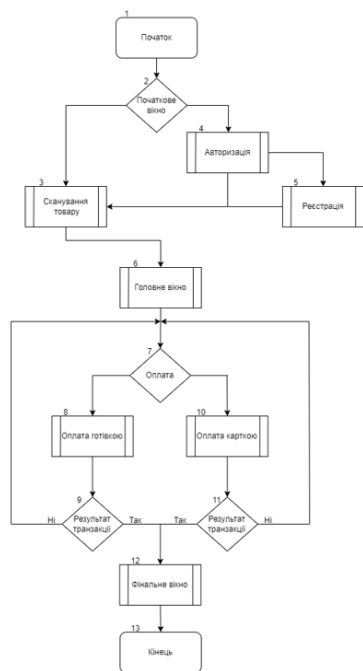 1
Початок
2
Початкове
вікно
4
Авторизація
3
Сканування
товару
5
Реєстрація
6
Головне вікно
7
Оплата
8
Оплата готівкою
10
Оплата карткою
9
Результат
транзакції
11
Результат
транзакції
Ні
Так
Так
Ні
12
Фінальне вікно
13
Кінець